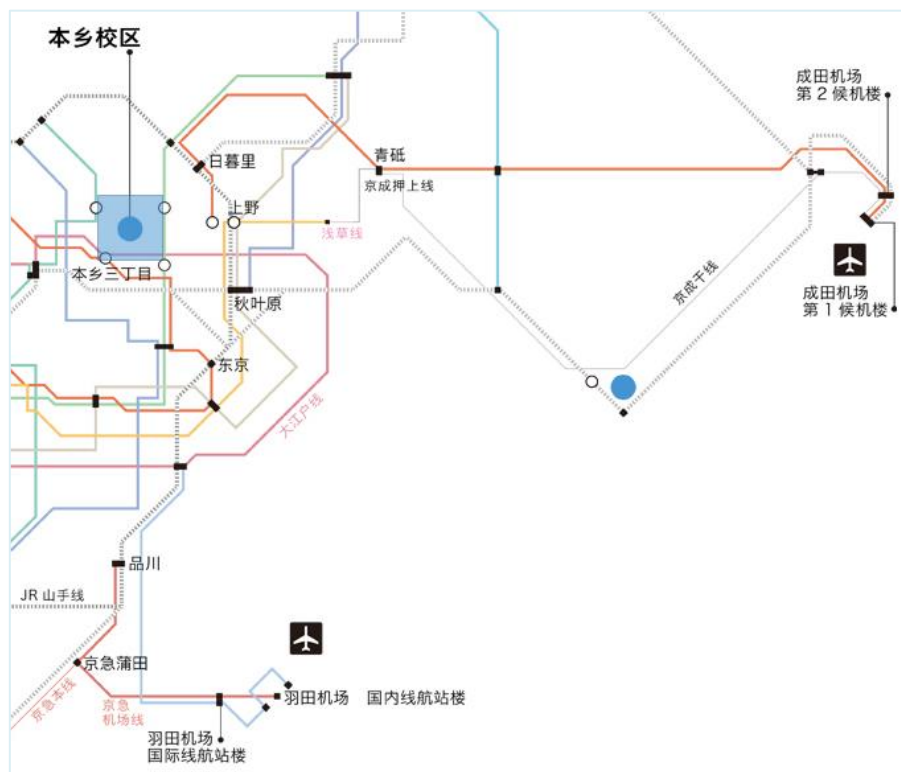 本乡校区
成田机场
第 2 候机楼
日暮里
青砥
京成押上线
上野
浅草线
本乡三丁目
秋叶原
京成干线
成田机场
第 1 候机楼
东京
大江户线
品川
JR 山手线
京急蒲田
京急本线
京急
机场线
羽田机场　国内线航站楼
羽田机场
国际线航站楼